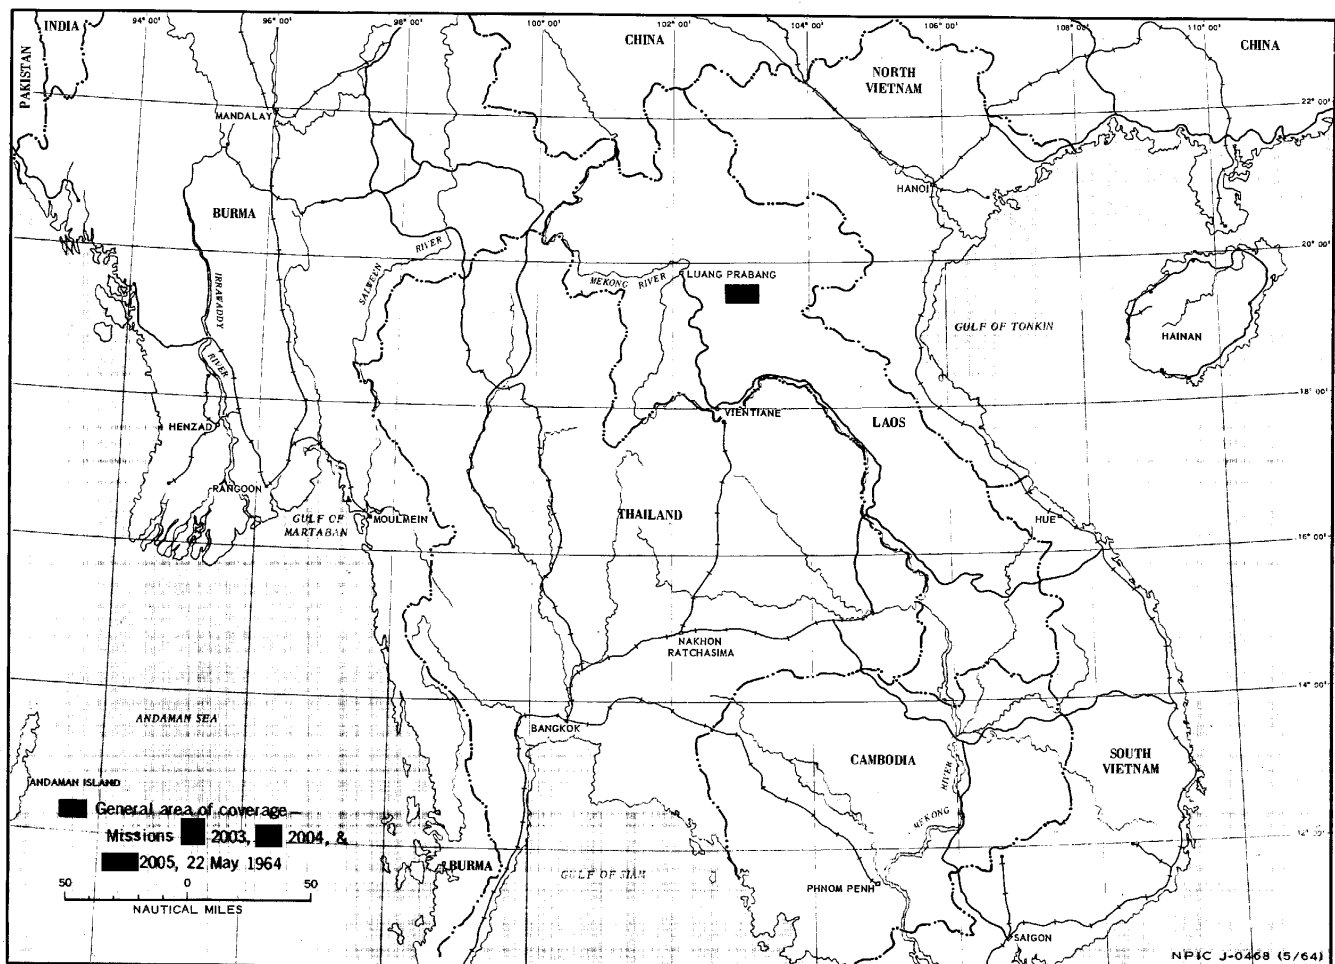 94° 00' 96° 00' 98° 00' 100° 00' 102° 00' 104° 00' 106° 00' 108° 00' 110° 00'
INDIA
CHINA
CHINA
PAKISTAN
NORTH
VIETNAM
22° 00'
MANDALAY
HANOI
BURMA
SALWEEN
RIVER
20° 00'
IRRAWADDY
RIVER
MEKONG RIVER
LUANG PRABANG
GULF OF TONKIN
HAINAN
18° 00'
HENZAD
VIENTIANE
LAOS
RANGOON
GULF OF
MARTABAN
MOULMEIN
THAILAND
HUE
16° 00'
NAKHON
RATCHASIMA
14° 00'
ANDAMAN SEA
BANGKOK
CAMBODIA
SOUTH
VIETNAM
MEKONG
RIVER
ANDAMAN ISLAND
General area of coverage—
Missions 2003, 2004, &
2005, 22 May 1964
12° 00'
BURMA
GULF OF SIAM
PHNOM PENH
50 0 50
NAUTICAL MILES
SAIGON
NPIC J-0468 (5/64)